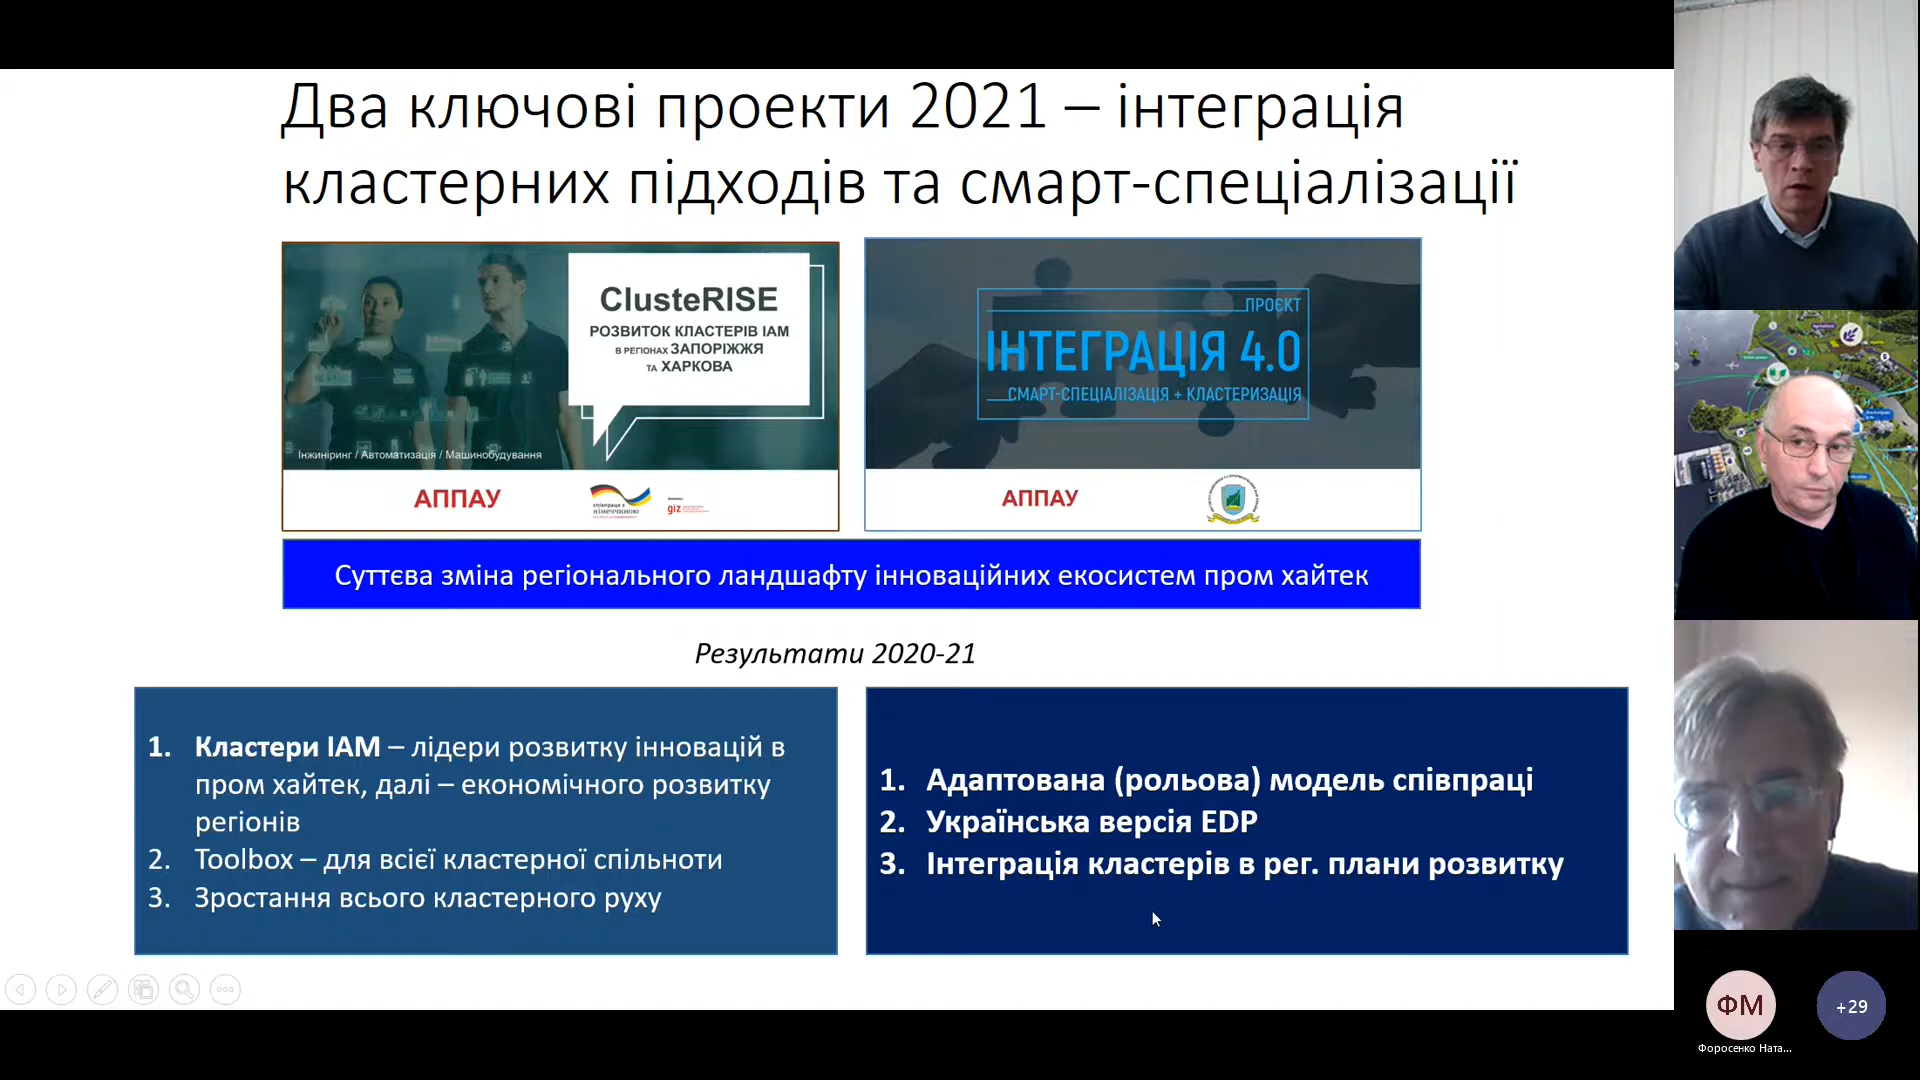 Два ключові проекти 2021 – інтеграція
кластерних підходів та смарт-спеціалізації
ClusteRISE
РОЗВИТОК КЛАСТЕРІВ ІАМ
В РЕГІОНАХ ЗАПОРІЖЖЯ
ТА ХАРКОВА
Інжиніринг / Автоматизація / Машинобудування
АППАУ
giz
ПРОЄКТ
ІНТЕГРАЦІЯ 4.0
СМАРТ-СПЕЦІАЛІЗАЦІЯ + КЛАСТЕРИЗАЦІЯ
АППАУ
Суттєва зміна регіонального ландшафту інноваційних екосистем пром хайтек
Результати 2020-21
1. Кластери ІАМ – лідери розвитку інновацій в
пром хайтек, далі – економічного розвитку
регіонів
2. Toolbox – для всієї кластерної спільноти
3. Зростання всього кластерного руху
1. Адаптована (рольова) модель співпраці
2. Українська версія EDP
3. Інтеграція кластерів в рег. плани розвитку
ФМ
Форосенко Ната...
+29